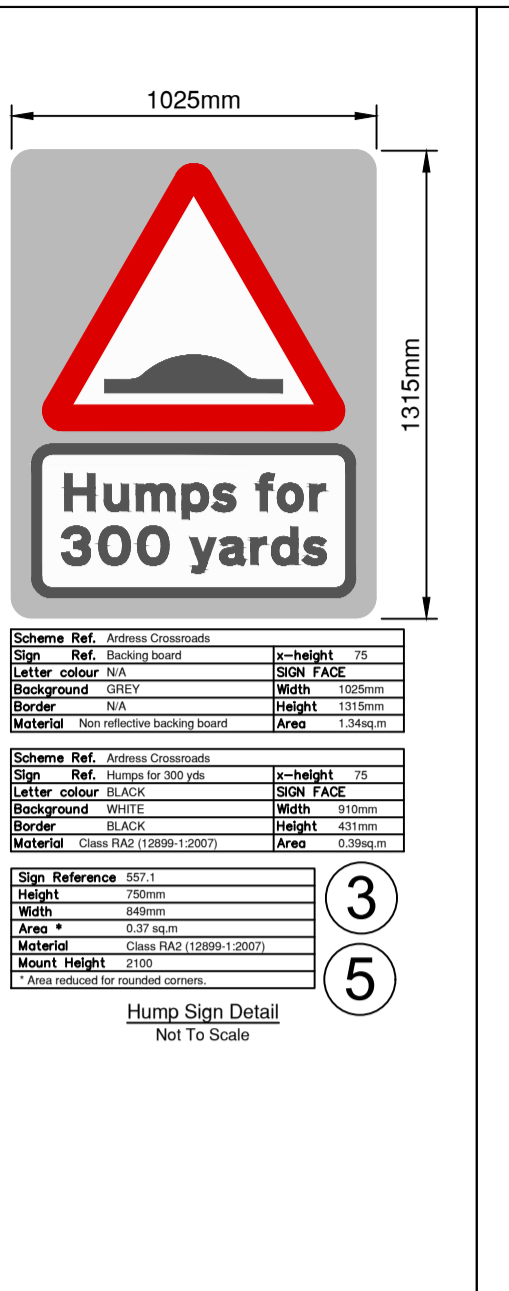 1025mm
1315mm
Humps for
300 yards
Scheme Ref. Ardress Crossroads
Sign Ref. Backing board x-height 75
Letter colour N/A SIGN FACE
Background GREY Width 1025mm
Border N/A Height 1315mm
Material Non reflective backing board Area 1.34sq.m
Scheme Ref. Ardress Crossroads
Sign Ref. Humps for 300 yds x-height 75
Letter colour BLACK SIGN FACE
Background WHITE Width 910mm
Border BLACK Height 431mm
Material Class RA2 (12899-1:2007) Area 0.39sq.m
Sign Reference 557.1
Height 750mm
Width 849mm
Area * 0.37 sq.m
Material Class RA2 (12899-1:2007)
Mount Height 2100
* Area reduced for rounded corners.
3
5
Hump Sign Detail
Not To Scale